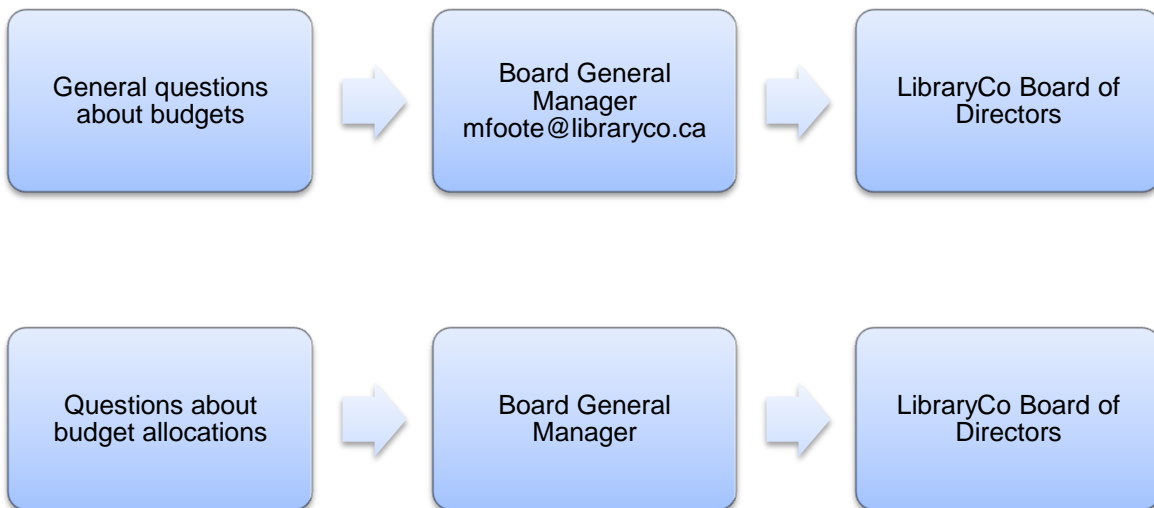 General questions
about budgets
Board General
Manager
mfoote@libraryco.ca
LibraryCo Board of
Directors
Questions about
budget allocations
Board General
Manager
LibraryCo Board of
Directors